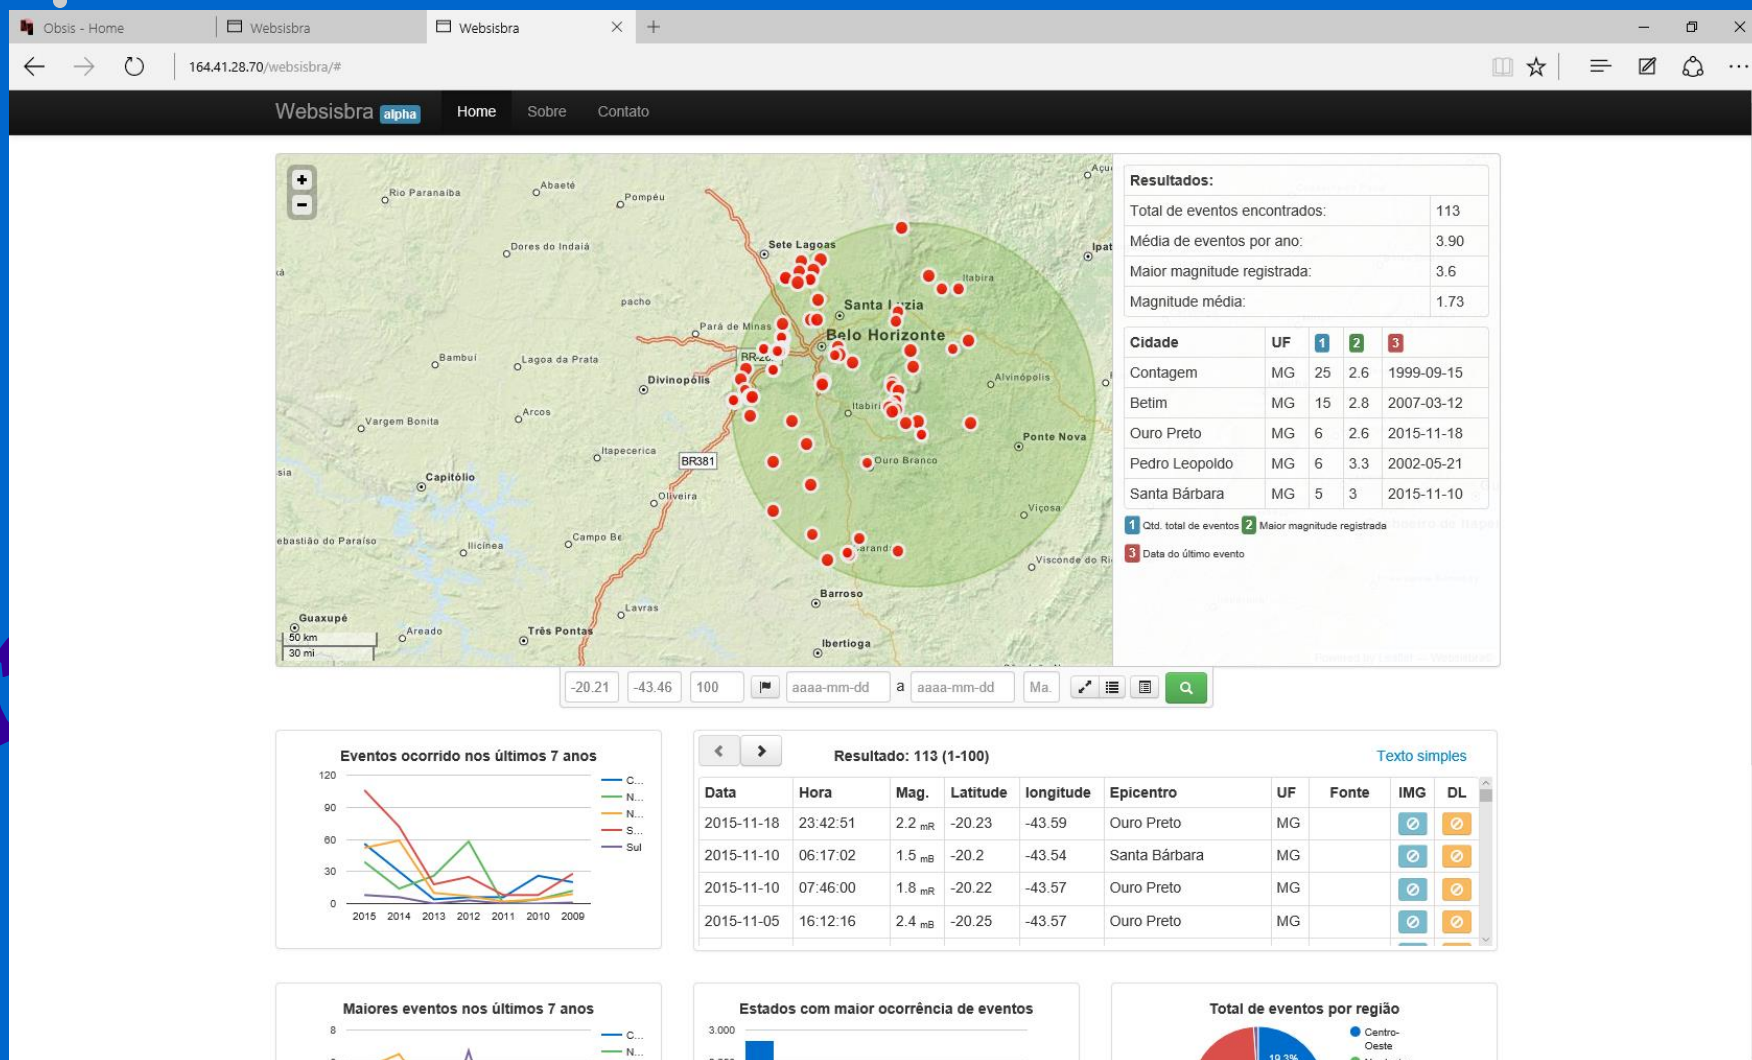 Obsis - Home
Websisbra
Websisbra
164.41.28.70/websisbra/#
Websisbra alpha Home Sobre Contato
+
−
Rio Paranaíba
Abaeté
Pompéu
Dores do Indaiá
Sete Lagoas
Itabira
pacho
Santa Luzia
Pará de Minas
Belo Horizonte
Bambuí
Lagoa da Prata
Divinopólis
Alvinópolis
Arcos
Vargem Bonita
Itabiri
Ponte Nova
Itapecerica
BR381
Ouro Branco
Capitólio
Oliveira
Viçosa
ebastião do Paraíso
Ilicínea
Campo Be
arand
Visconde do Ri
Barroso
Lavras
Guaxupé
Areado
Três Pontas
Ibertioga
50 km
30 mi
Resultados:
Total de eventos encontrados: 113
Média de eventos por ano: 3.90
Maior magnitude registrada: 3.6
Magnitude média: 1.73
Cidade UF 1 2 3
Contagem MG 25 2.6 1999-09-15
Betim MG 15 2.8 2007-03-12
Ouro Preto MG 6 2.6 2015-11-18
Pedro Leopoldo MG 6 3.3 2002-05-21
Santa Bárbara MG 5 3 2015-11-10
1 Qtd. total de eventos 2 Maior magnitude registrada
3 Data do último evento
-20.21 -43.46 100 aaaa-mm-dd a aaaa-mm-dd Ma.
Eventos ocorrido nos últimos 7 anos
120
90
60
30
0
2015 2014 2013 2012 2011 2010 2009
C...
N...
N...
S...
Sul
Resultado: 113 (1-100) Texto simples
Data Hora Mag. Latitude longitude Epicentro UF Fonte IMG DL
2015-11-18 23:42:51 2.2 mR -20.23 -43.59 Ouro Preto MG
2015-11-10 06:17:02 1.5 mB -20.2 -43.54 Santa Bárbara MG
2015-11-10 07:46:00 1.8 mR -20.22 -43.57 Ouro Preto MG
2015-11-05 16:12:16 2.4 mB -20.25 -43.57 Ouro Preto MG
Maiores eventos nos últimos 7 anos
8
C...
N...
Estados com maior ocorrência de eventos
3.000
Total de eventos por região
19.3%
Centro-
Oeste